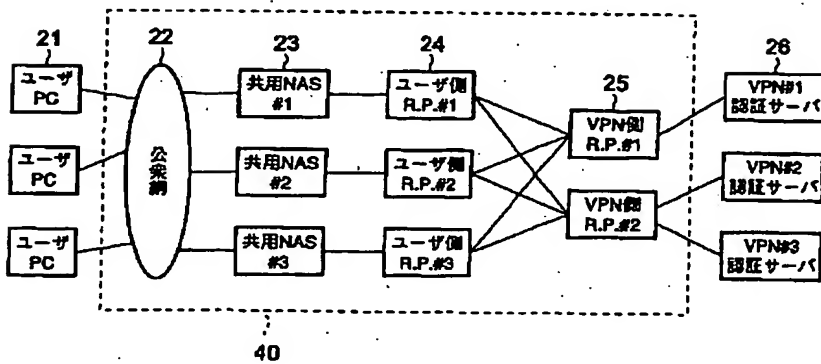 21
22
23
24
25
26
ユーザ
PC
ユーザ
PC
ユーザ
PC
公衆網
共用NAS
#1
共用NAS
#2
共用NAS
#3
ユーザ側
R.P.#1
ユーザ側
R.P.#2
ユーザ側
R.P.#3
VPN側
R.P.#1
VPN側
R.P.#2
VPN#1
認証サーバ
VPN#2
認証サーバ
VPN#3
認証サーバ
40